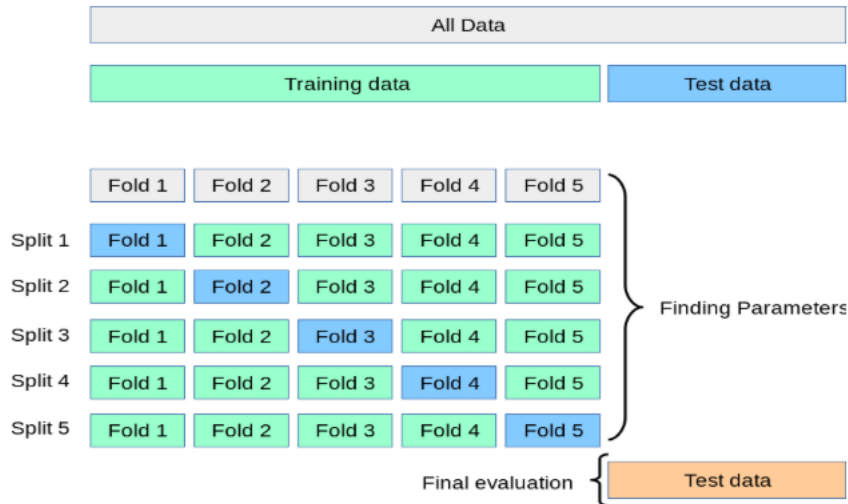 All Data
Training data Test data
Fold 1 Fold 2 Fold 3 Fold 4 Fold 5
Split 1 Fold 1 Fold 2 Fold 3 Fold 4 Fold 5
Split 2 Fold 1 Fold 2 Fold 3 Fold 4 Fold 5
Finding Parameters
Split 3 Fold 1 Fold 2 Fold 3 Fold 4 Fold 5
Split 4 Fold 1 Fold 2 Fold 3 Fold 4 Fold 5
Split 5 Fold 1 Fold 2 Fold 3 Fold 4 Fold 5
Final evaluation Test data